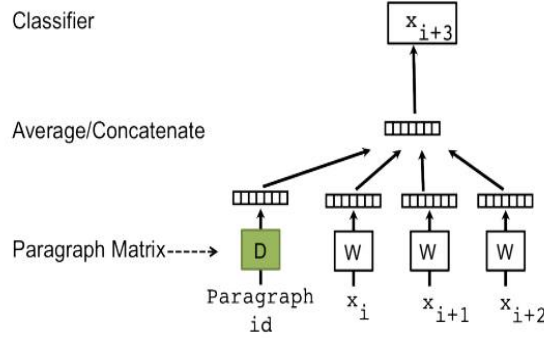 Classifier
x_{i+3}
Average/Concatenate
Paragraph Matrix----->
D
W
W
W
Paragraph
id
x_i
x_{i+1}
x_{i+2}